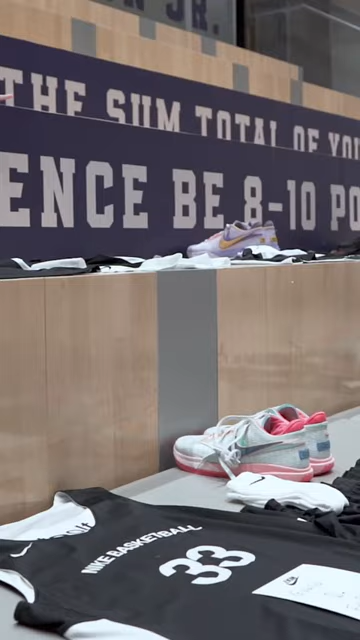 N JR.
THE SUM TOTAL OF YOU
ENCE BE 8-10 PO
NIKE BASKETBALL
33